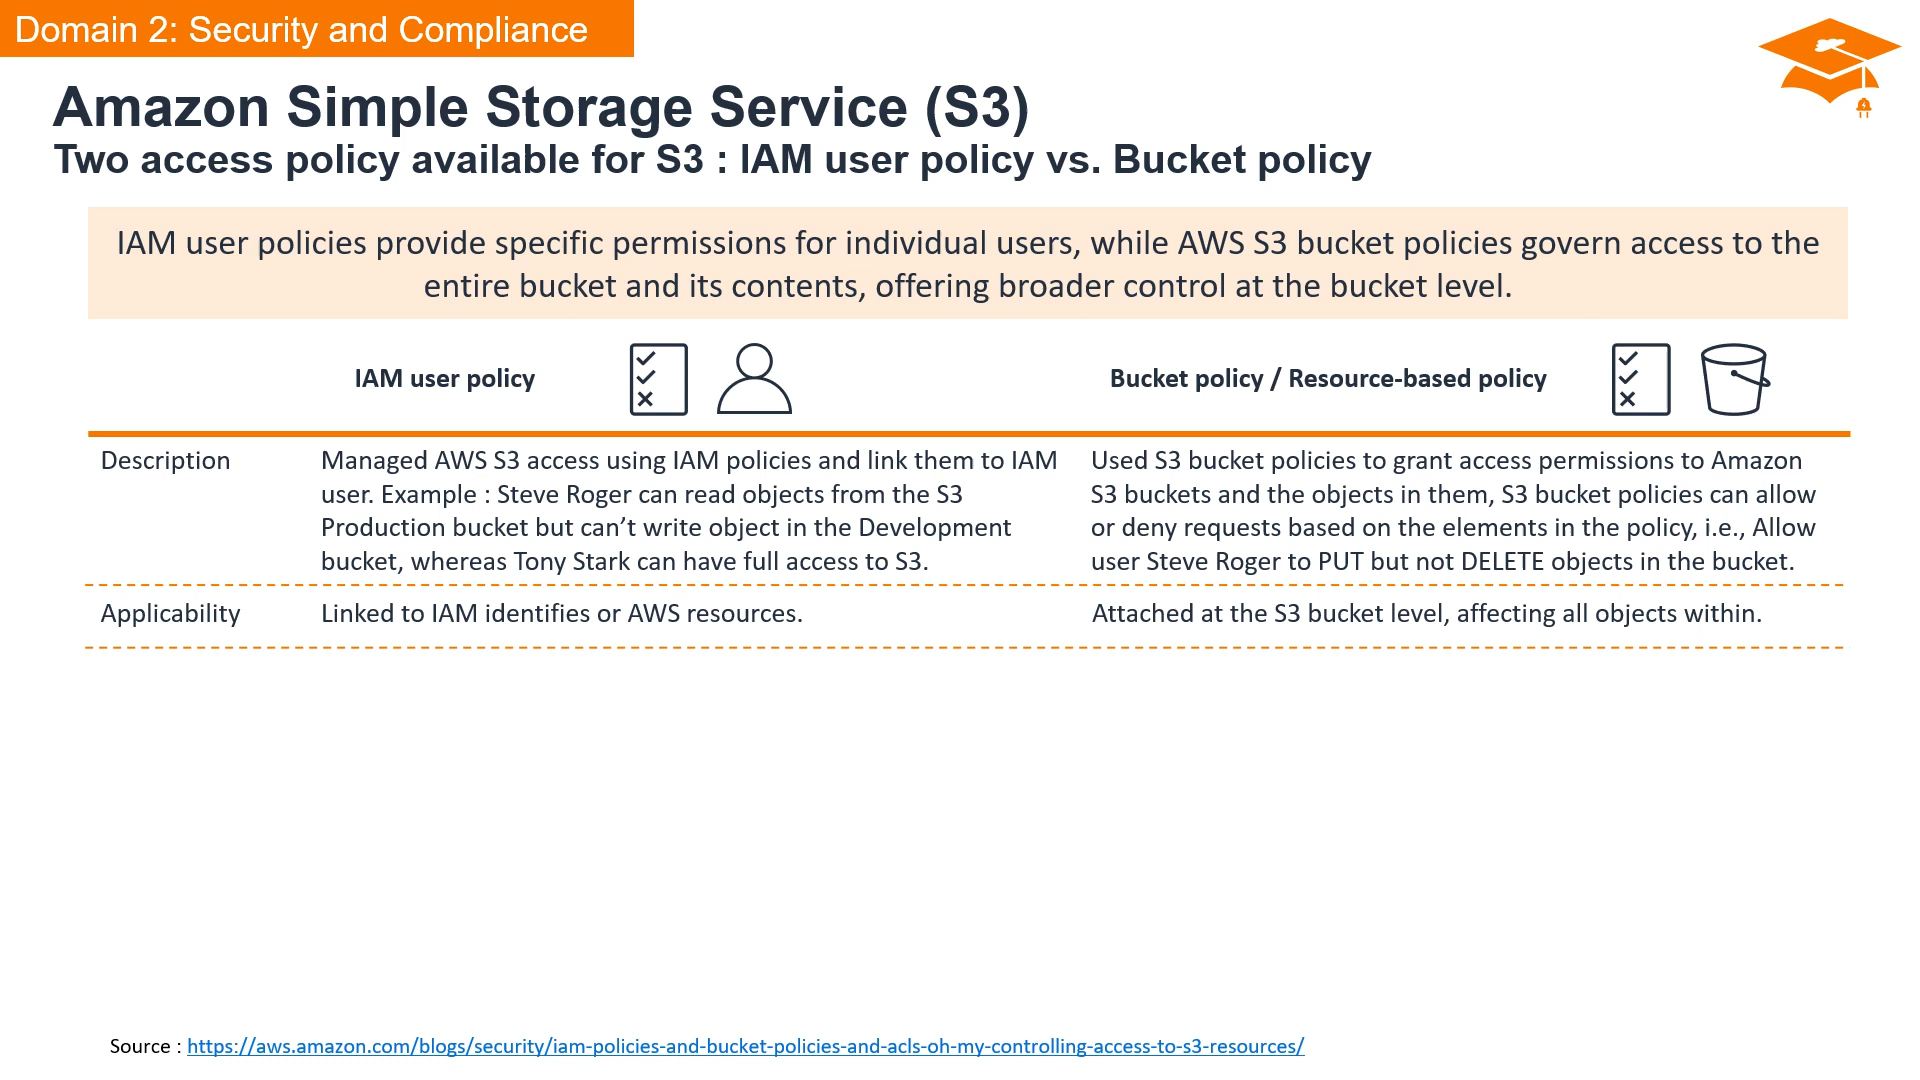 Domain 2: Security and Compliance
Amazon Simple Storage Service (S3)
Two access policy available for S3 : IAM user policy vs. Bucket policy
IAM user policies provide specific permissions for individual users, while AWS S3 bucket policies govern access to the
entire bucket and its contents, offering broader control at the bucket level.
IAM user policy
Bucket policy / Resource-based policy
Description
Managed AWS S3 access using IAM policies and link them to IAM
user. Example : Steve Roger can read objects from the S3
Production bucket but can’t write object in the Development
bucket, whereas Tony Stark can have full access to S3.
Used S3 bucket policies to grant access permissions to Amazon
S3 buckets and the objects in them, S3 bucket policies can allow
or deny requests based on the elements in the policy, i.e., Allow
user Steve Roger to PUT but not DELETE objects in the bucket.
Applicability
Linked to IAM identifies or AWS resources.
Attached at the S3 bucket level, affecting all objects within.
Source : https://aws.amazon.com/blogs/security/iam-policies-and-bucket-policies-and-acls-oh-my-controlling-access-to-s3-resources/